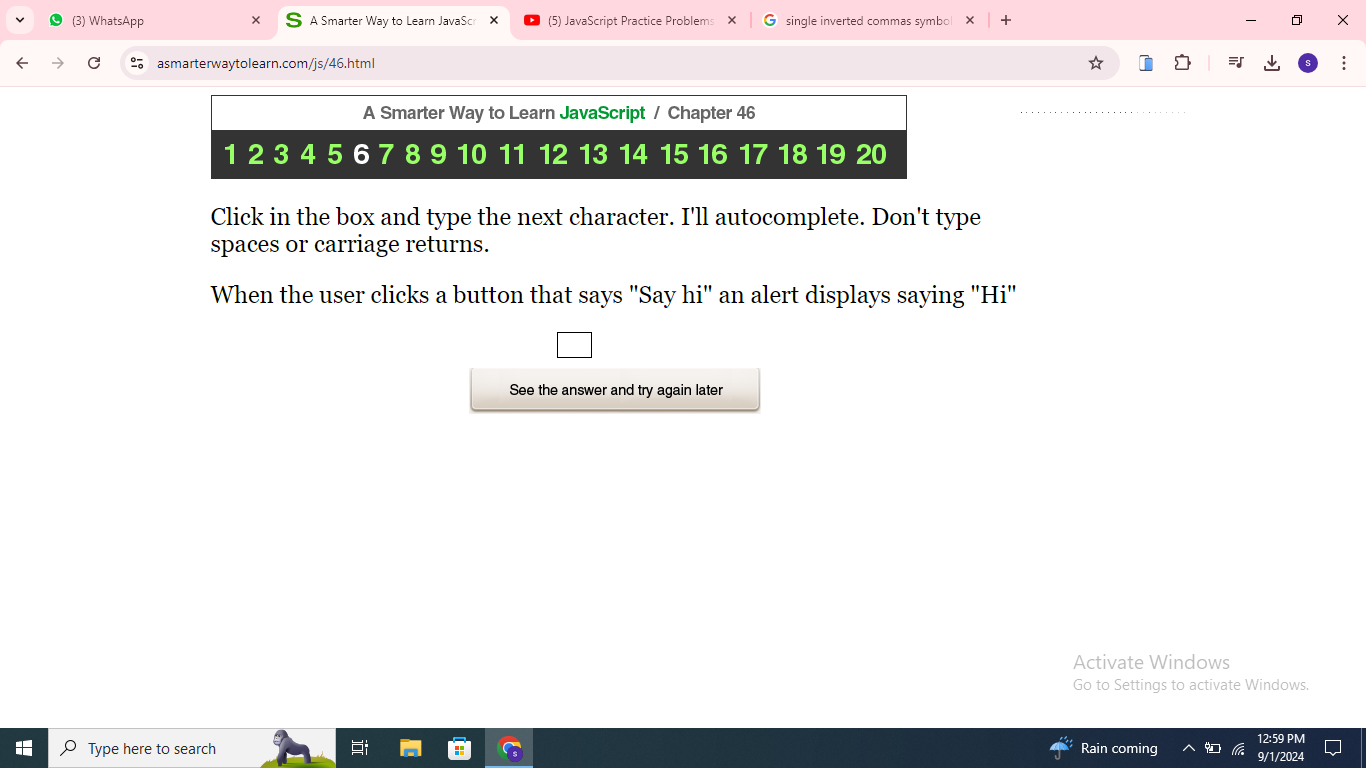 (3) WhatsApp
A Smarter Way to Learn JavaSc
(5) JavaScript Practice Problems
single inverted commas symbo
asmarterwaytolearn.com/js/46.html
s
A Smarter Way to Learn JavaScript / Chapter 46
1 2 3 4 5 6 7 8 9 10 11 12 13 14 15 16 17 18 19 20
Click in the box and type the next character. I'll autocomplete. Don't type
spaces or carriage returns.
When the user clicks a button that says "Say hi" an alert displays saying "Hi"
See the answer and try again later
Activate Windows
Go to Settings to activate Windows.
Type here to search
s
Rain coming
12:59 PM
9/1/2024